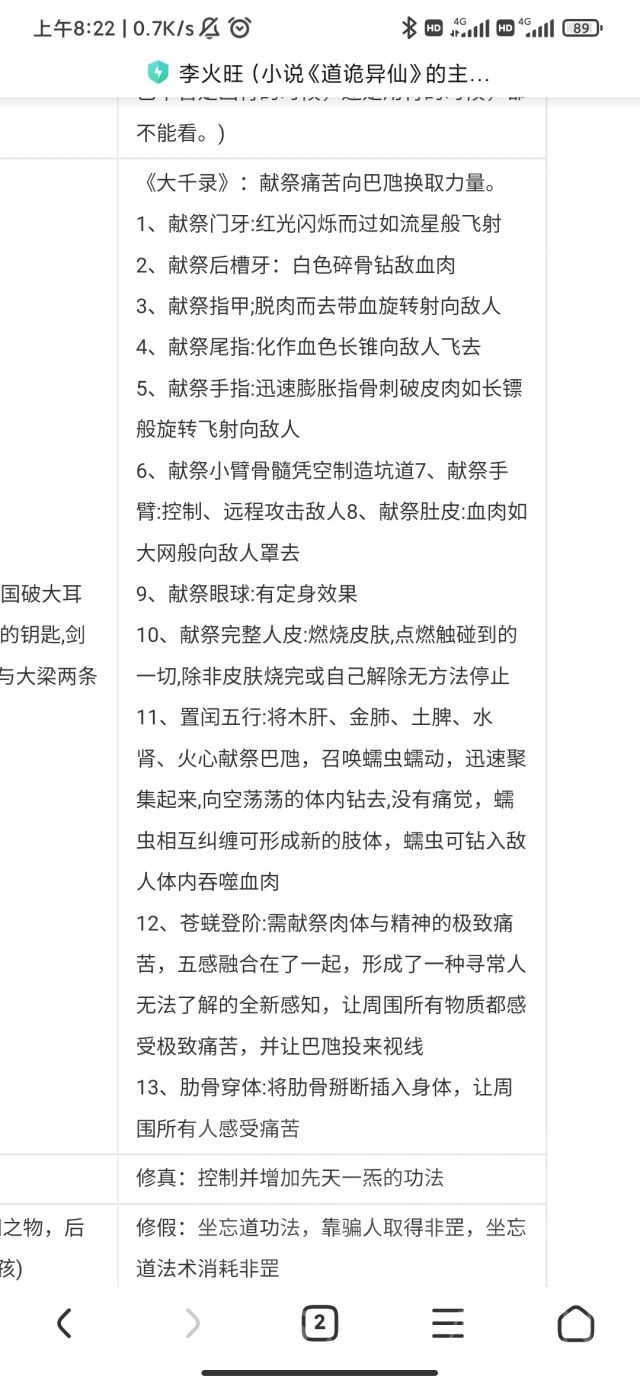 上午8:22 | 0.7K/s
HD 4G HD 4G 89
李火旺（小说《道诡异仙》的主...
不能看。)
《大千录》：献祭痛苦向巴虺换取力量。
1、献祭门牙:红光闪烁而过如流星般飞射
2、献祭后槽牙：白色碎骨钻敌血肉
3、献祭指甲;脱肉而去带血旋转射向敌人
4、献祭尾指:化作血色长锥向敌人飞去
5、献祭手指:迅速膨胀指骨刺破皮肉如长镖
般旋转飞射向敌人
6、献祭小臂骨髓凭空制造坑道7、献祭手
臂:控制、远程攻击敌人8、献祭肚皮:血肉如
大网般向敌人罩去
国破大耳
9、献祭眼球:有定身效果
的钥匙,剑
10、献祭完整人皮:燃烧皮肤,点燃触碰到的
与大梁两条
一切,除非皮肤烧完或自己解除无方法停止
11、置闰五行:将木肝、金肺、土脾、水
肾、火心献祭巴虺，召唤蠕虫蠕动，迅速聚
集起来,向空荡荡的体内钻去,没有痛觉，蠕
虫相互纠缠可形成新的肢体，蠕虫可钻入敌
人体内吞噬血肉
12、苍蜣登阶:需献祭肉体与精神的极致痛
苦，五感融合在了一起，形成了一种寻常人
无法了解的全新感知，让周围所有物质都感
受极致痛苦，并让巴虺投来视线
13、肋骨穿体:将肋骨掰断插入身体，让周
围所有人感受痛苦
修真：控制并增加先天一炁的功法
之物，后
修假：坐忘道功法，靠骗人取得非罡，坐忘
孩)
道法术消耗非罡
2